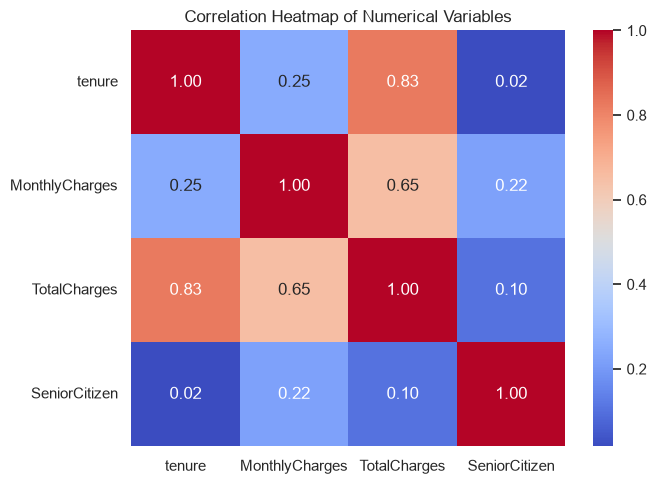 Correlation Heatmap of Numerical Variables
tenure 1.00 0.25 0.83 0.02
MonthlyCharges 0.25 1.00 0.65 0.22
TotalCharges 0.83 0.65 1.00 0.10
SeniorCitizen 0.02 0.22 0.10 1.00
tenure MonthlyCharges TotalCharges SeniorCitizen
1.0
0.8
0.6
0.4
0.2